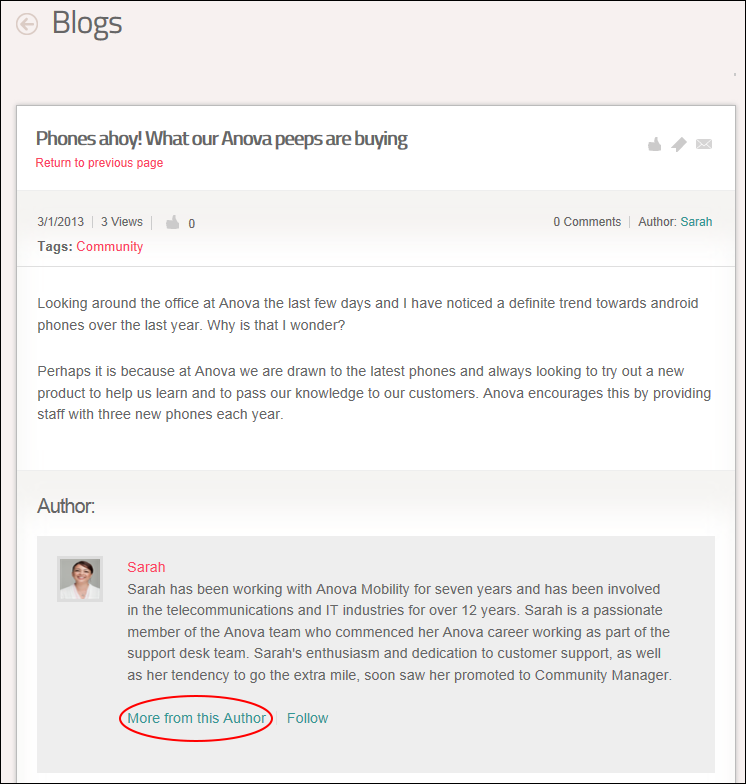 Blogs
Phones ahoy! What our Anova peeps are buying
Return to previous page
3/1/2013 | 3 Views | 0 0 Comments | Author: Sarah
Tags: Community
Looking around the office at Anova the last few days and I have noticed a definite trend towards android
phones over the last year. Why is that I wonder?
Perhaps it is because at Anova we are drawn to the latest phones and always looking to try out a new
product to help us learn and to pass our knowledge to our customers. Anova encourages this by providing
staff with three new phones each year.
Author:
Sarah
Sarah has been working with Anova Mobility for seven years and has been involved
in the telecommunications and IT industries for over 12 years. Sarah is a passionate
member of the Anova team who commenced her Anova career working as part of the
support desk team. Sarah's enthusiasm and dedication to customer support, as well
as her tendency to go the extra mile, soon saw her promoted to Community Manager.
More from this Author | Follow